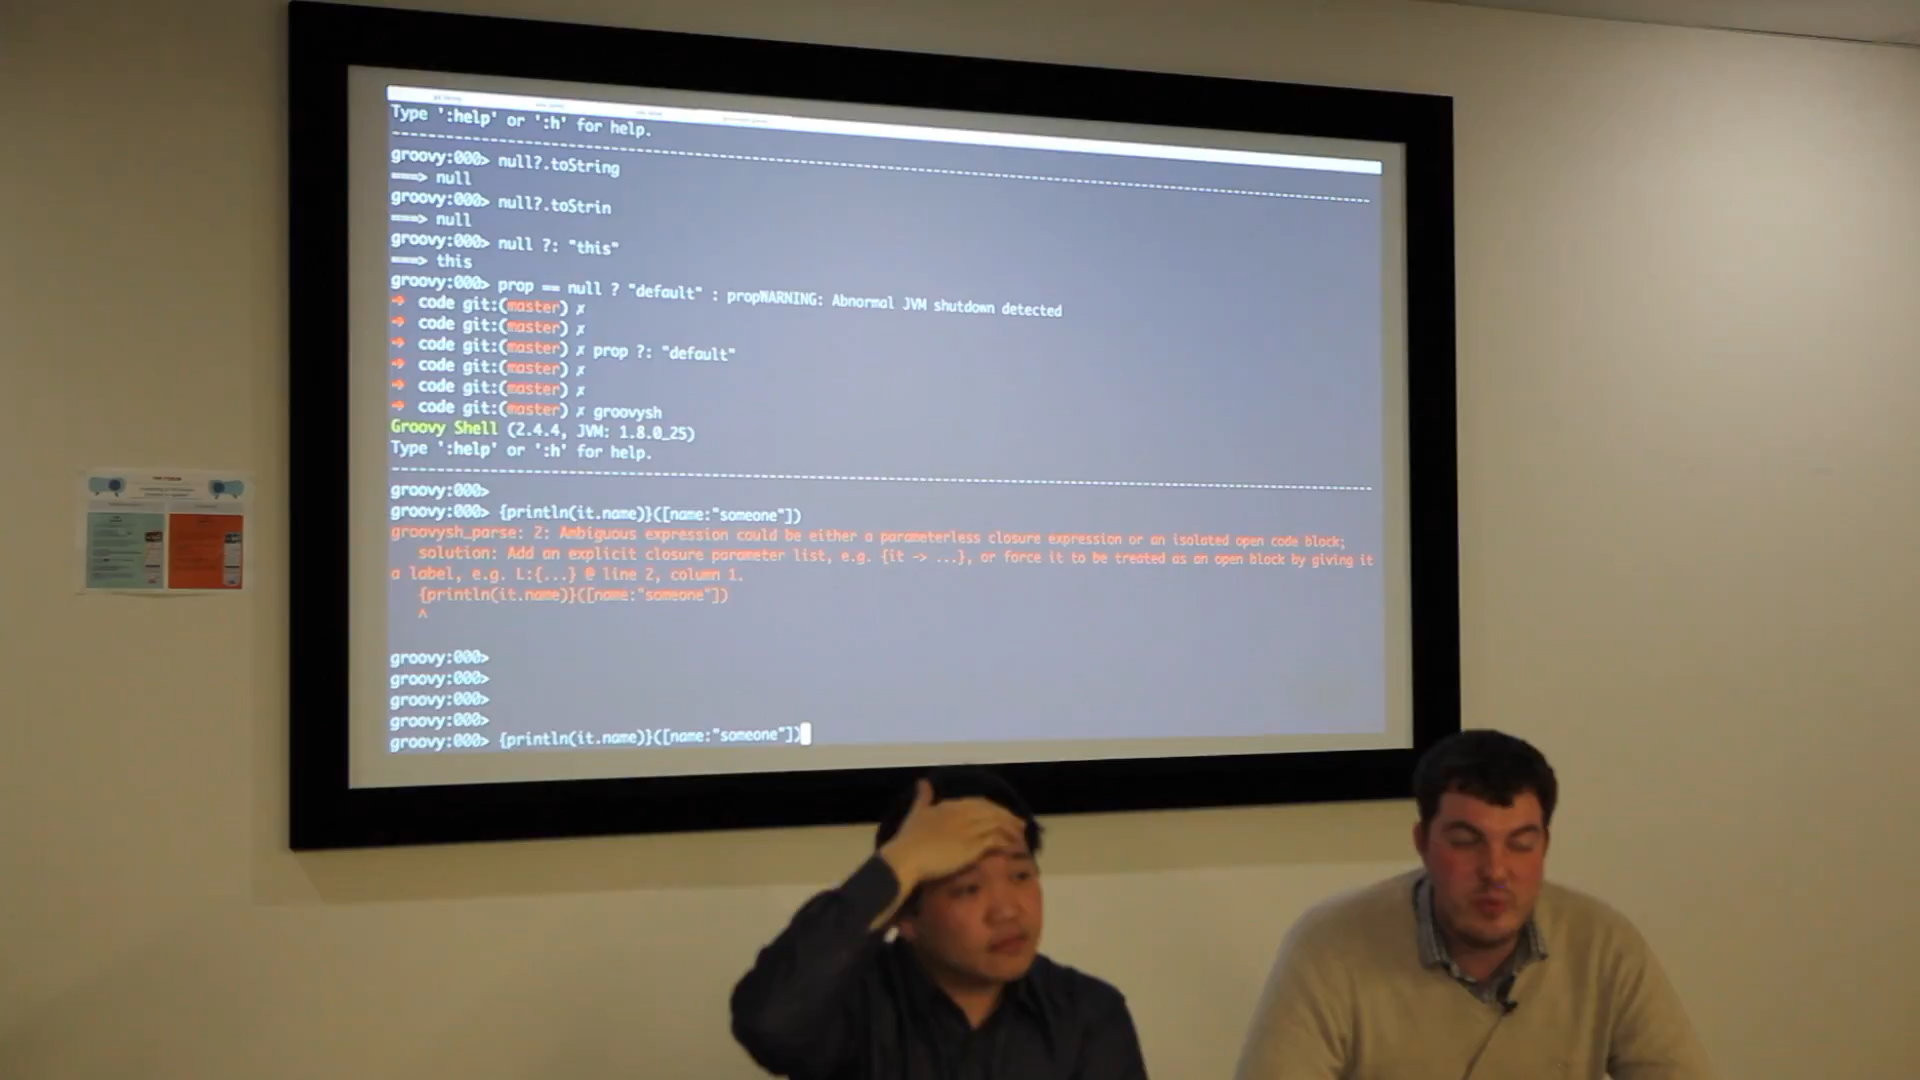 Type ':help' or ':h' for help.
--------------------------------------------------------------------------------
groovy:000> null?.toString
===> null
groovy:000> null?.toStrin
===> null
groovy:000> null ?: "this"
===> this
groovy:000> prop == null ? "default" : propWARNING: Abnormal JVM shutdown detected
➜ code git:(master) ✗
➜ code git:(master) ✗
➜ code git:(master) ✗ prop ?: "default"
➜ code git:(master) ✗
➜ code git:(master) ✗
➜ code git:(master) ✗ groovysh
Groovy Shell (2.4.4, JVM: 1.8.0_25)
Type ':help' or ':h' for help.
--------------------------------------------------------------------------------
groovy:000>
groovy:000> {println(it.name)}([name:"someone"])
groovysh_parse: 2: Ambiguous expression could be either a parameterless closure expression or an isolated open code block;
solution: Add an explicit closure parameter list, e.g. {it -> ...}, or force it to be treated as an open block by giving it
a label, e.g. L:{...} @ line 2, column 1.
{println(it.name)}([name:"someone"])
^
groovy:000>
groovy:000>
groovy:000>
groovy:000>
groovy:000> {println(it.name)}([name:"someone"])